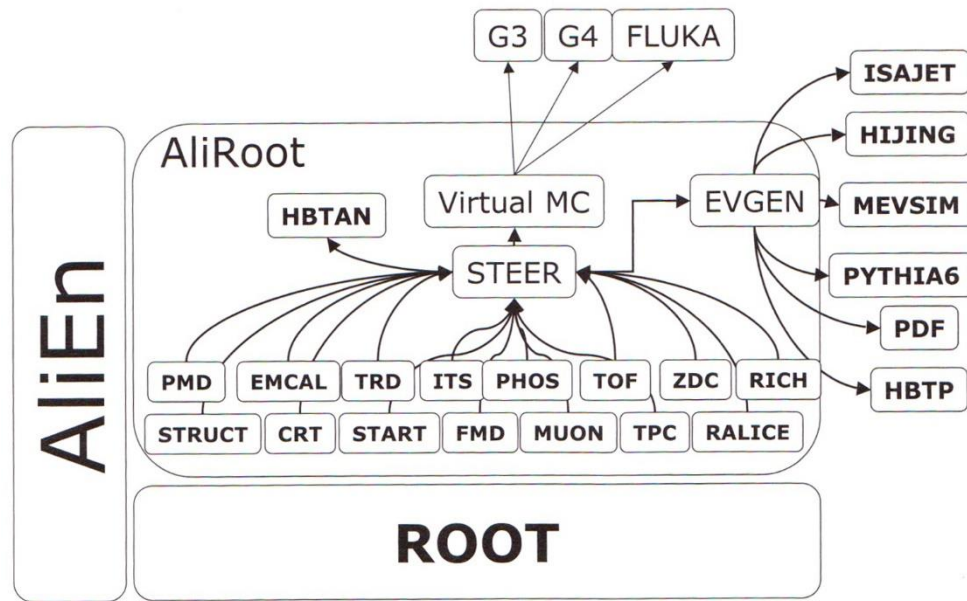 G3 G4 FLUKA
ISAJET
HIJING
AliRoot
Virtual MC
EVGEN
MEVSIM
HBTAN
STEER
PYTHIA6
PDF
PMD EMCAL TRD ITS PHOS TOF ZDC RICH
HBTP
STRUCT CRT START FMD MUON TPC RALICE
AliEn
ROOT